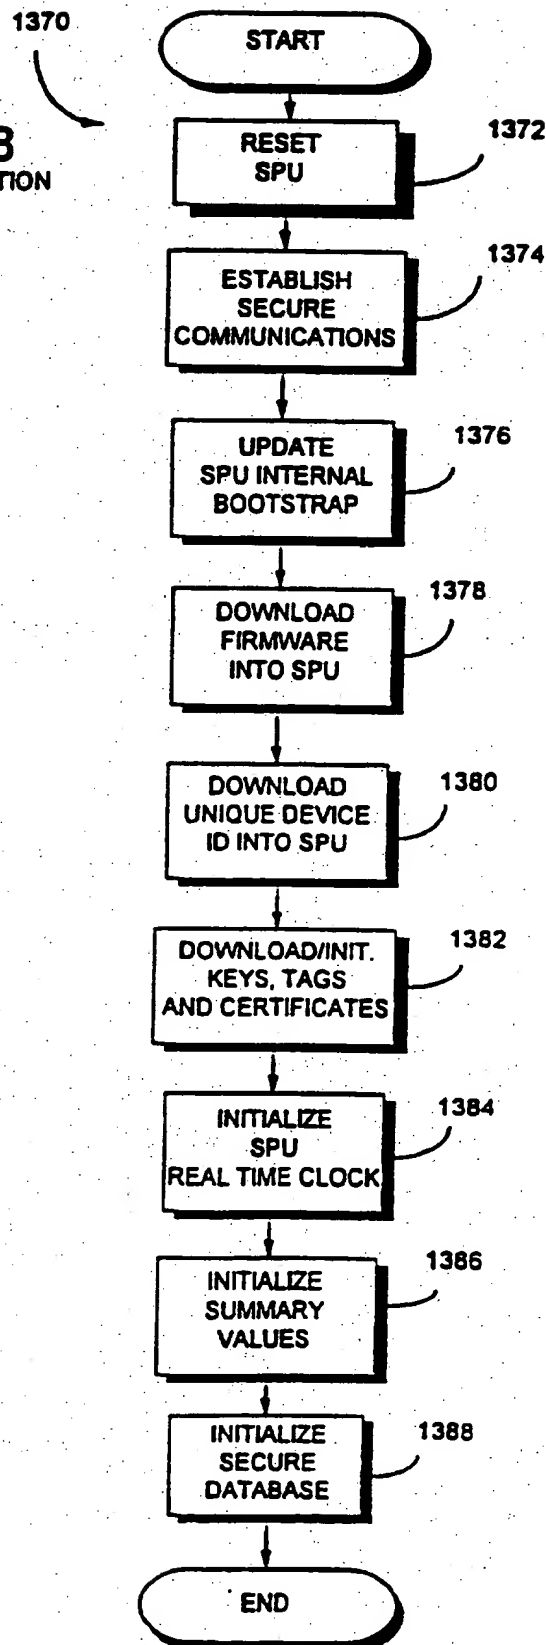 1370
START
RESET
SPU
1372
ESTABLISH
SECURE
COMMUNICATIONS
1374
UPDATE
SPU INTERNAL
BOOTSTRAP
1376
DOWNLOAD
FIRMWARE
INTO SPU
1378
DOWNLOAD
UNIQUE DEVICE
ID INTO SPU
1380
DOWNLOAD/INIT.
KEYS, TAGS
AND CERTIFICATES
1382
INITIALIZE
SPU
REAL TIME CLOCK
1384
INITIALIZE
SUMMARY
VALUES
1386
INITIALIZE
SECURE
DATABASE
1388
END